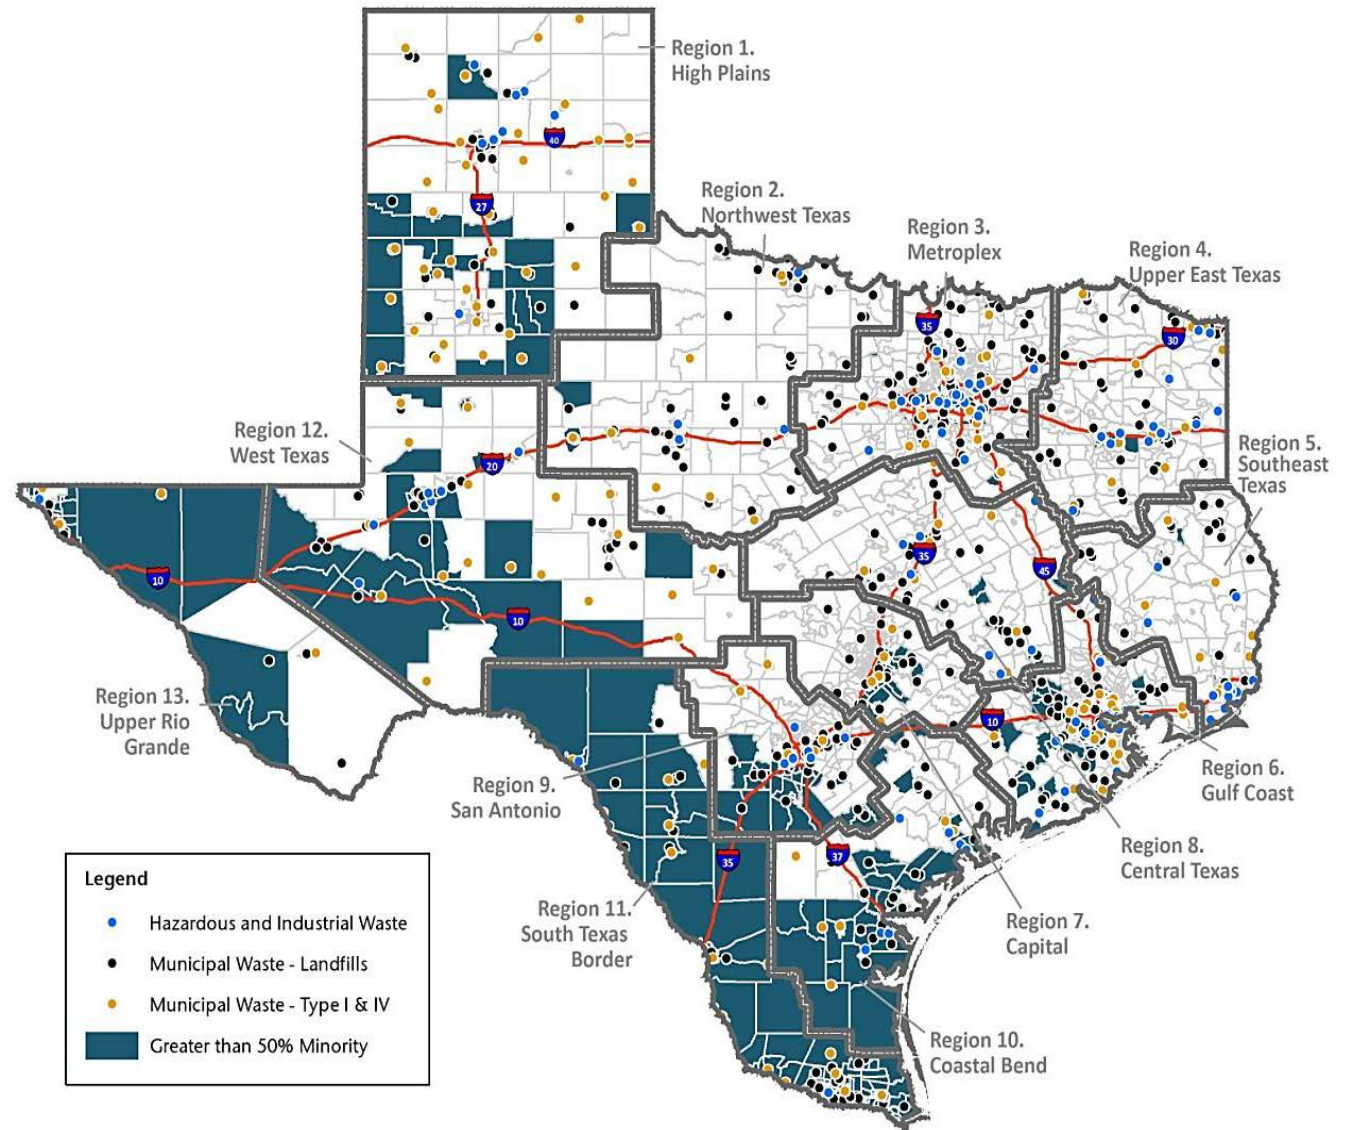 Region 1.
High Plains
40
27
Region 2.
Northwest Texas
Region 3.
Metroplex
Region 4.
Upper East Texas
35
30
Region 12.
West Texas
20
Region 5.
Southeast
Texas
35
45
10
10
Region 13.
Upper Rio
Grande
10
Region 9.
San Antonio
Region 6.
Gulf Coast
35
37
Region 8.
Central Texas
Region 11.
South Texas
Border
Region 7.
Capital
Region 10.
Coastal Bend
Legend
Hazardous and Industrial Waste
Municipal Waste - Landfills
Municipal Waste - Type I & IV
Greater than 50% Minority